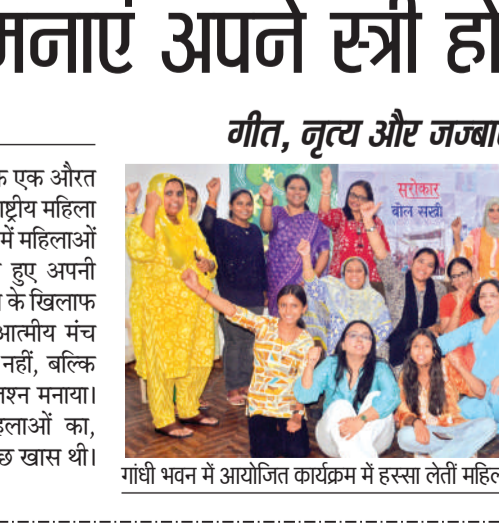 मनाएं अपने स्त्री हो
गीत, नृत्य और जज्बा
क एक औरत
ष्ट्रीय महिला
में महिलाओं
हुए अपनी
के खिलाफ
आत्मीय मंच
नहीं, बल्कि
जश्न मनाया।
हलाओं का,
छ खास थी।
सरोकार
बोल सखी
गांधी भवन में आयोजित कार्यक्रम में हस्सा लेतीं महिल